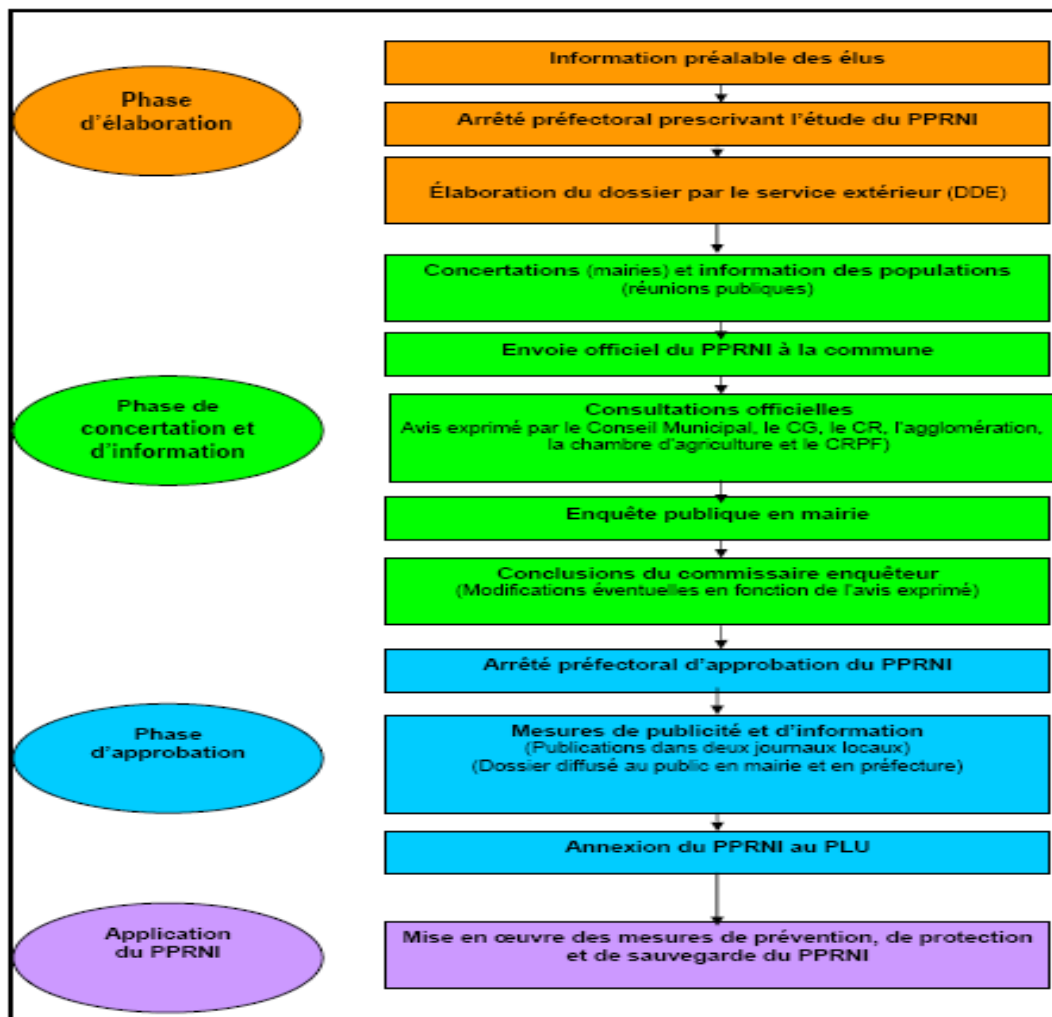 Phase
d'élaboration
Information préalable des élus
Arrêté préfectoral prescrivant l'étude du PPRNI
Élaboration du dossier par le service extérieur (DDE)
Phase de
concertation et
d'information
Concertations (mairies) et information des populations
(réunions publiques)
Envoie officiel du PPRNI à la commune
Consultations officielles
Avis exprimé par le Conseil Municipal, le CG, le CR, l'agglomération,
la chambre d'agriculture et le CRPF)
Enquête publique en mairie
Conclusions du commissaire enquêteur
(Modifications éventuelles en fonction de l'avis exprimé)
Phase
d'approbation
Arrêté préfectoral d'approbation du PPRNI
Mesures de publicité et d'information
(Publications dans deux journaux locaux)
(Dossier diffusé au public en mairie et en préfecture)
Annexion du PPRNI au PLU
Application
du PPRNI
Mise en œuvre des mesures de prévention, de protection
et de sauvegarde du PPRNI